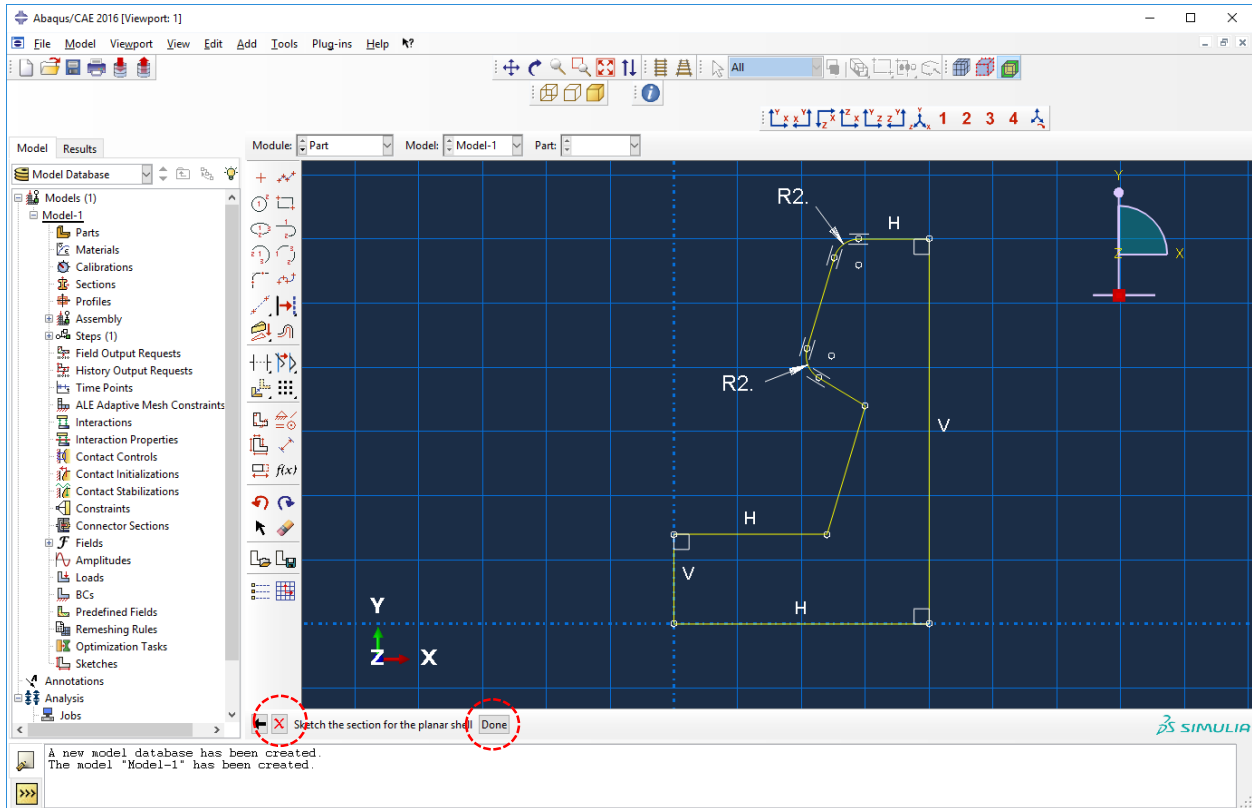 Abaqus/CAE 2016 [Viewport: 1]
File Model Viewport View Edit Add Tools Plug-ins Help
All
1 2 3 4
Model Results
Module: Part Model: Model-1 Part:
Model Database
Models (1)
Model-1
Parts
Materials
Calibrations
Sections
Profiles
Assembly
Steps (1)
Field Output Requests
History Output Requests
Time Points
ALE Adaptive Mesh Constraints
Interactions
Interaction Properties
Contact Controls
Contact Initializations
Contact Stabilizations
Constraints
Connector Sections
Fields
Amplitudes
Loads
BCs
Predefined Fields
Remeshing Rules
Optimization Tasks
Sketches
Annotations
Analysis
Jobs
f(x)
R2.
H
Y
Z X
R2.
V
H
V
H
Y
Z X
Sketch the section for the planar shell Done
SIMULIA
A new model database has been created.
The model "Model-1" has been created.
>>>